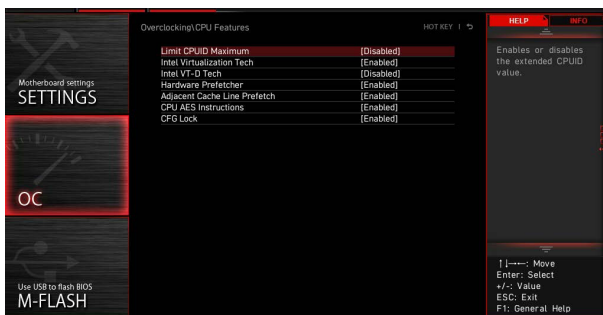 Overclocking\CPU Features
HOT KEY | ↰
HELP
INFO
Limit CPUID Maximum [Disabled]
Intel Virtualization Tech [Enabled]
Intel VT-D Tech [Disabled]
Hardware Prefetcher [Enabled]
Adjacent Cache Line Prefetch [Enabled]
CPU AES Instructions [Enabled]
CFG Lock [Enabled]
Enables or disables
the extended CPUID
value.
Motherboard settings
SETTINGS
OC
Use USB to flash BIOS
M-FLASH
↑↓→←: Move
Enter: Select
+/-: Value
ESC: Exit
F1: General Help